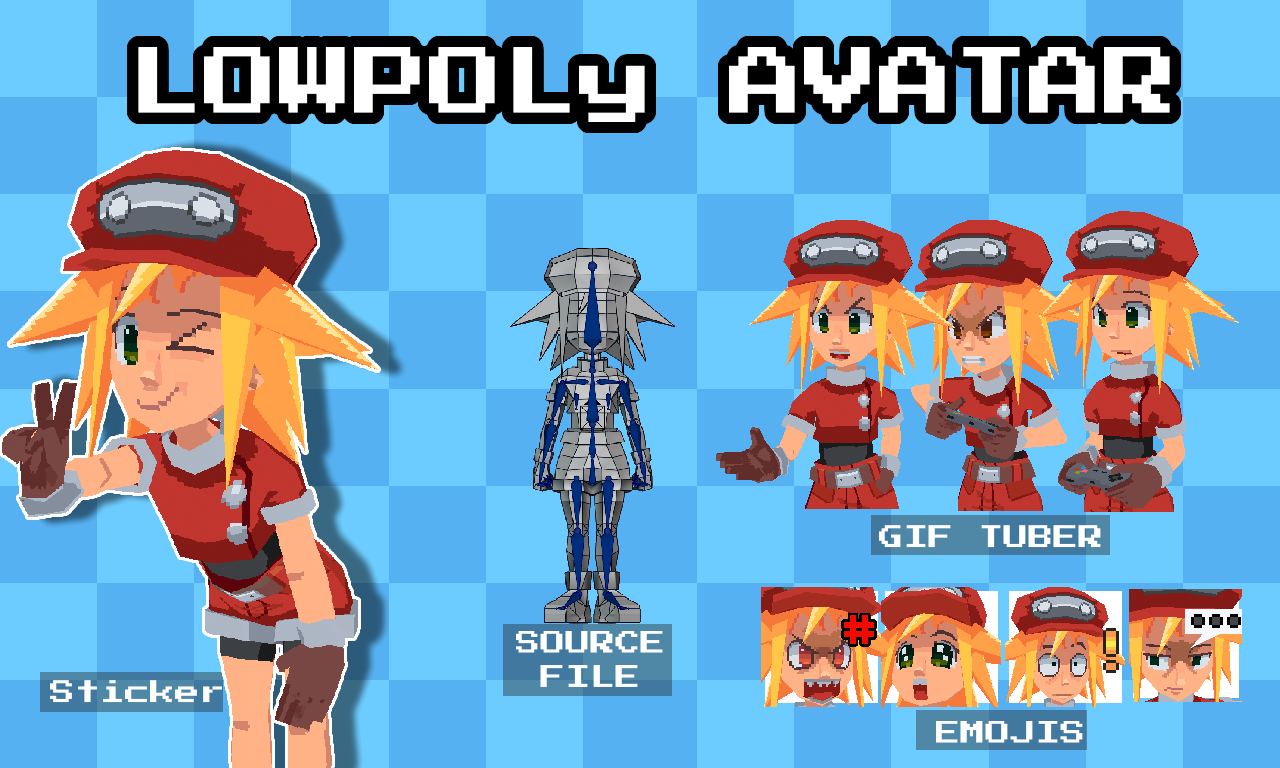 LOWPOLy AVATAR
GIF TUBER
SOURCE
FILE
Sticker
#
!
...
EMOJIS